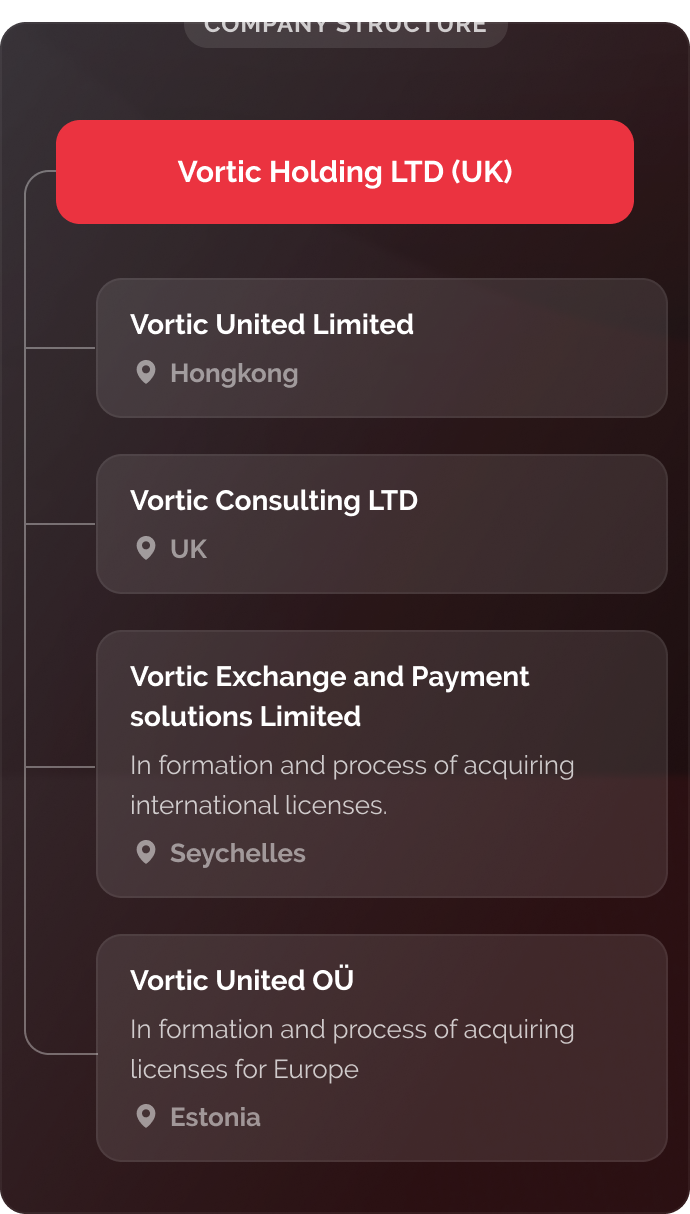 COMPANY STRUCTURE
Vortic Holding LTD (UK)
Vortic United Limited
Hongkong
Vortic Consulting LTD
UK
Vortic Exchange and Payment
solutions Limited
In formation and process of acquiring
international licenses.
Seychelles
Vortic United OÜ
In formation and process of acquiring
licenses for Europe
Estonia